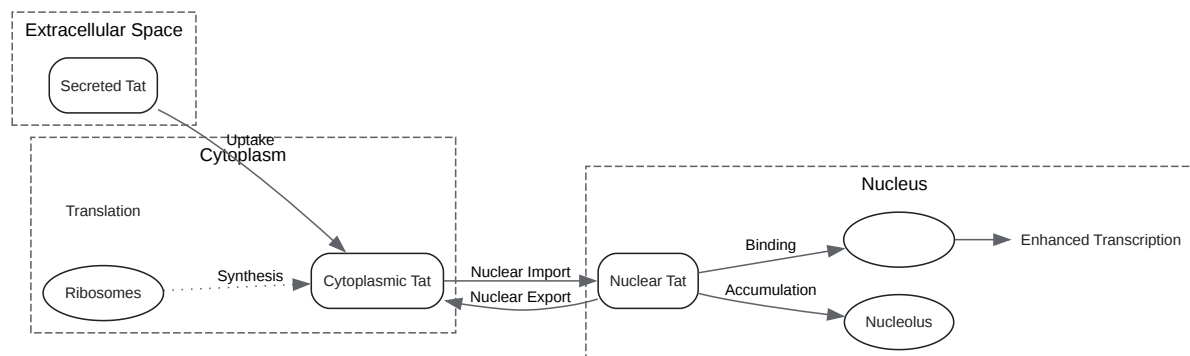 Extracellular Space
Secreted Tat
Uptake
Cytoplasm
Translation
Ribosomes
Synthesis
Cytoplasmic Tat
Nuclear Import
Nuclear Export
Nucleus
Nuclear Tat
Binding
Accumulation
Enhanced Transcription
Nucleolus